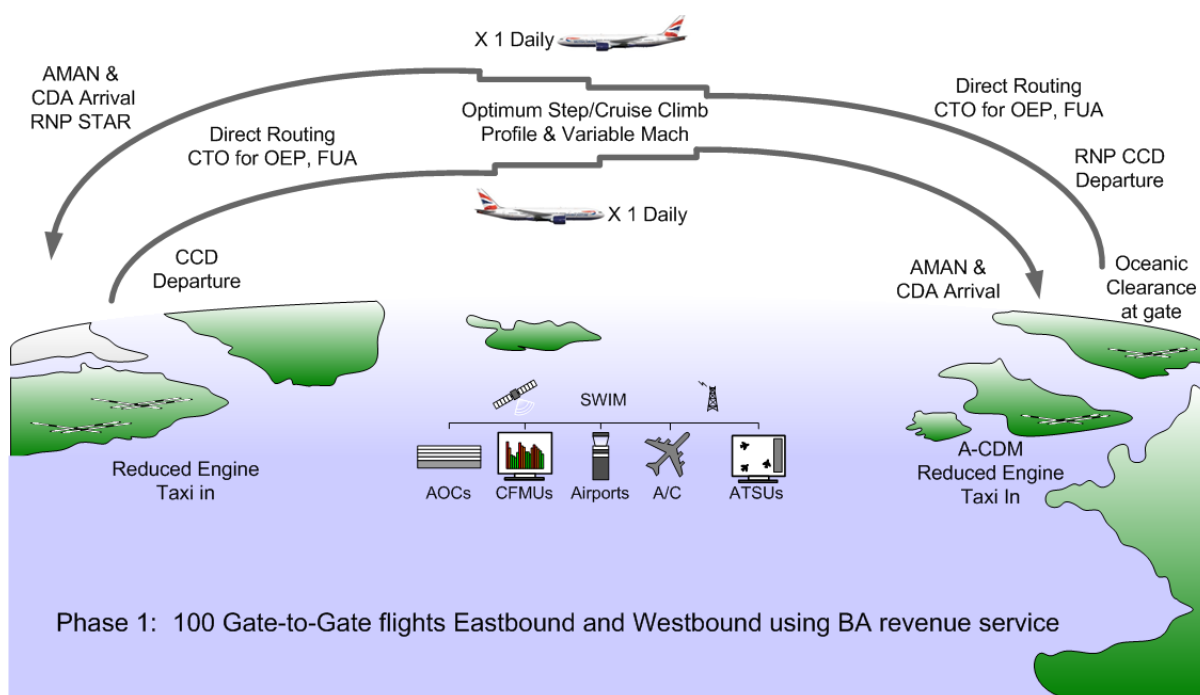 X 1 Daily
AMAN &
CDA Arrival
RNP STAR
Direct Routing
CTO for OEP, FUA
Optimum Step/Cruise Climb
Profile & Variable Mach
Direct Routing
CTO for OEP, FUA
RNP CCD
Departure
X 1 Daily
CCD
Departure
AMAN &
CDA Arrival
Oceanic
Clearance
at gate
SWIM
AOCs
CFMUs
Airports
A/C
ATSUs
Reduced Engine
Taxi in
A-CDM
Reduced Engine
Taxi In
Phase 1: 100 Gate-to-Gate flights Eastbound and Westbound using BA revenue service